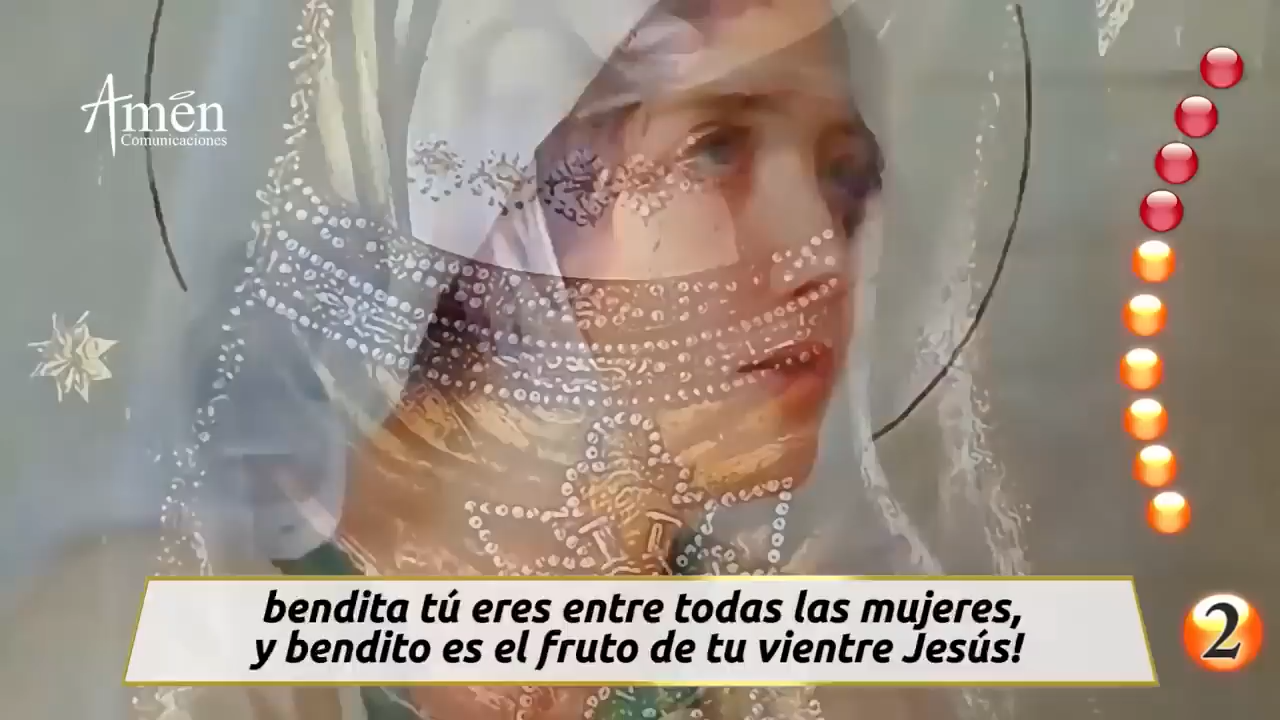 Amén
Comunicaciones
bendita tú eres entre todas las mujeres,
y bendito es el fruto de tu vientre Jesús!
2